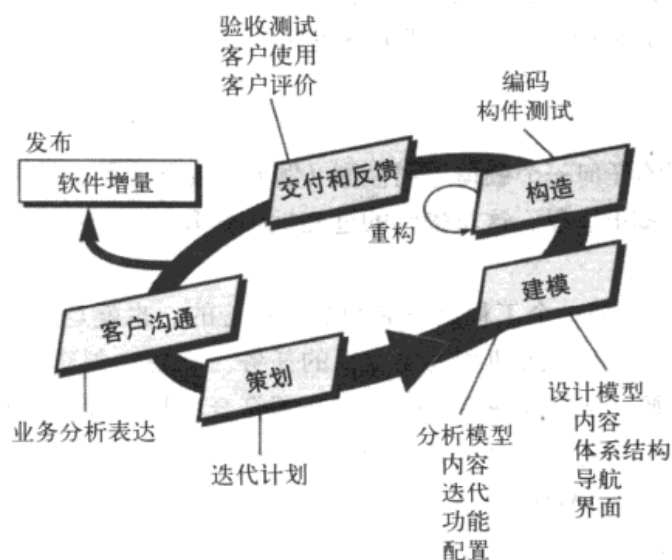 验收测试
客户使用
客户评价
编码
构件测试
发布
软件增量
交付和反馈
构造
重构
建模
客户沟通
策划
业务分析表达
迭代计划
分析模型
内容
迭代
功能
配置
设计模型
内容
体系结构
导航
界面